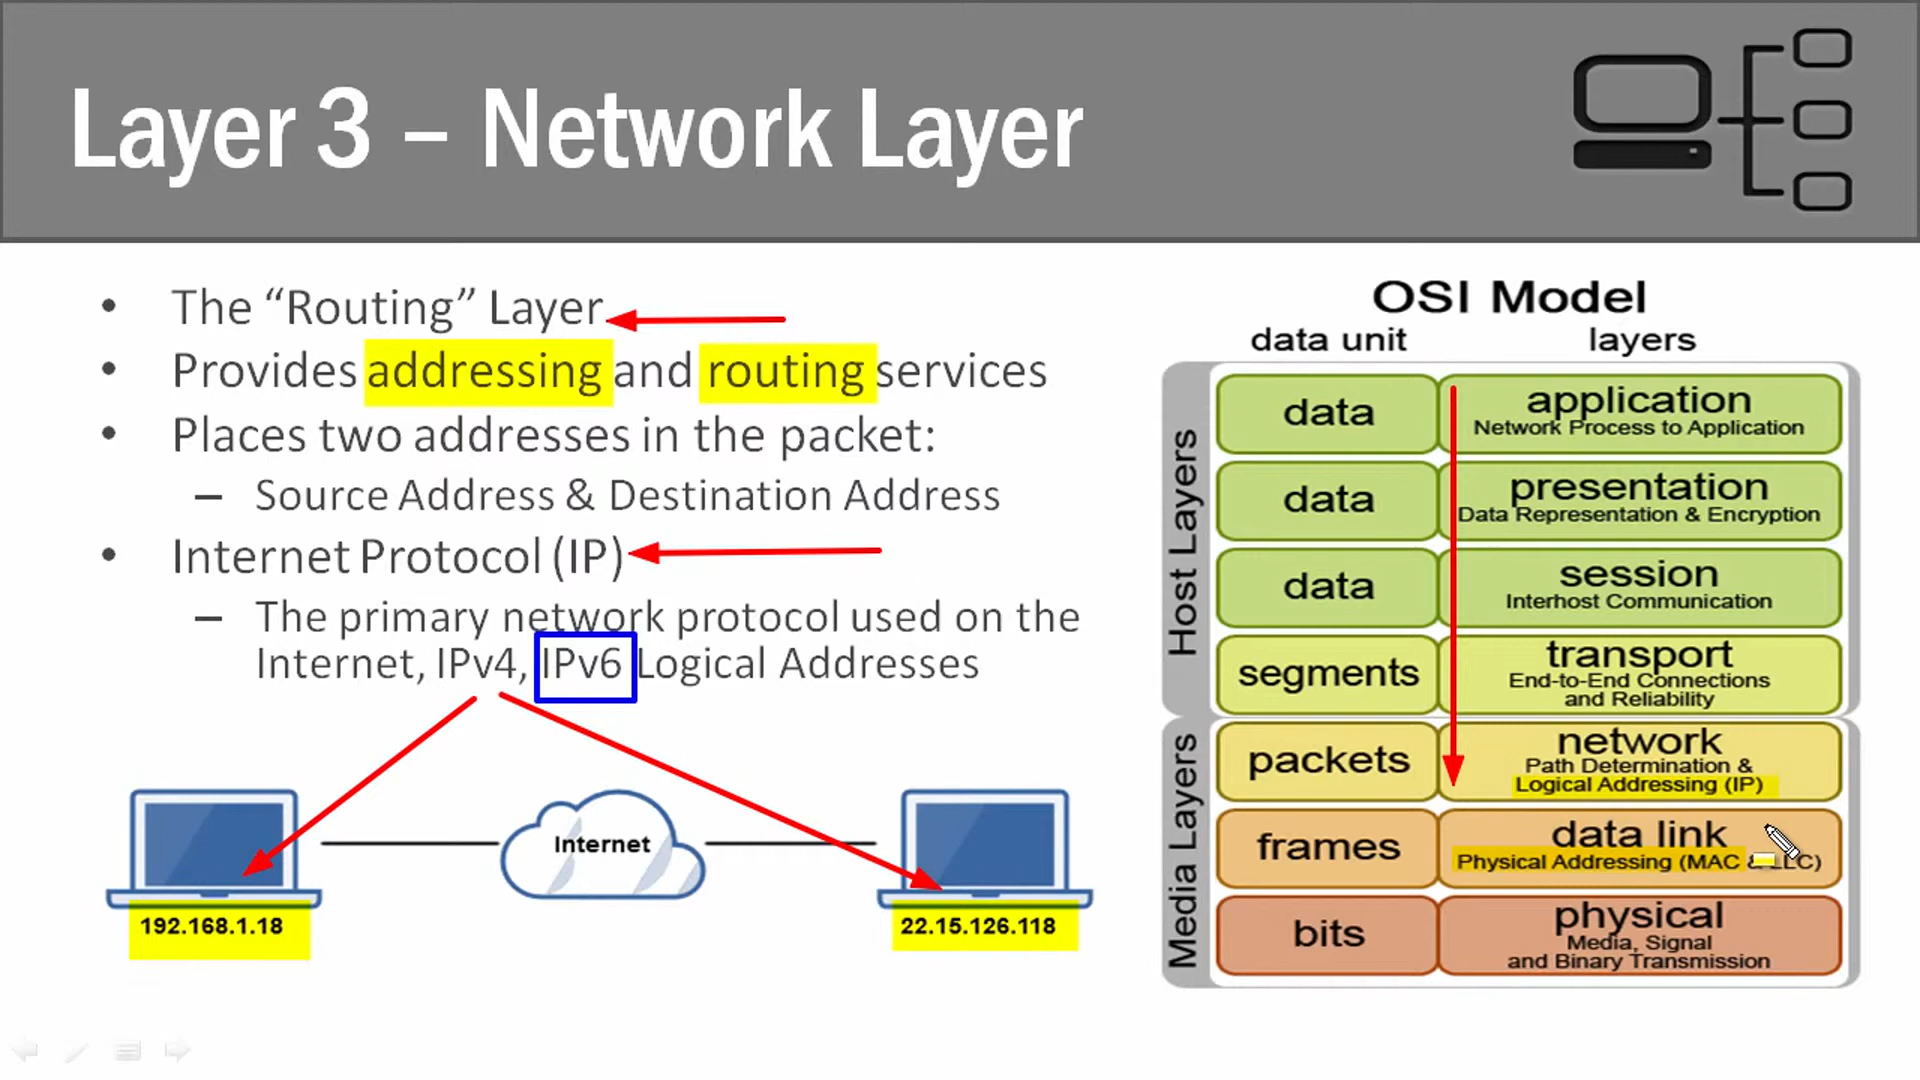 Layer 3 – Network Layer
• The “Routing” Layer
• Provides addressing and routing services
• Places two addresses in the packet:
– Source Address & Destination Address
• Internet Protocol (IP)
– The primary network protocol used on the
Internet, IPv4, IPv6 Logical Addresses
Internet
192.168.1.18
22.15.126.118
OSI Model
data unit layers
Host Layers
data application
Network Process to Application
data presentation
Data Representation & Encryption
data session
Interhost Communication
segments transport
End-to-End Connections
and Reliability
Media Layers
packets network
Path Determination &
Logical Addressing (IP)
frames data link
Physical Addressing (MAC & LLC)
bits physical
Media, Signal
and Binary Transmission